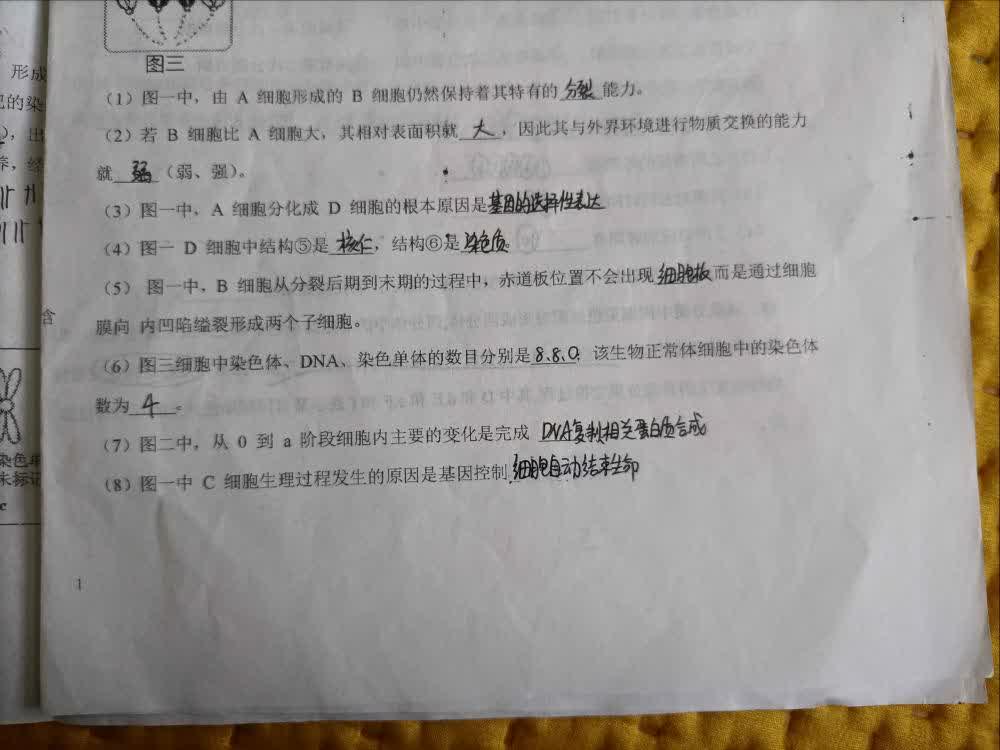 图三
形成
（1）图一中，由 A 细胞形成的 B 细胞仍然保持着其特有的 分裂 能力。
的染
（2）若 B 细胞比 A 细胞大，其相对表面积就 大 ，因此其与外界环境进行物质交换的能力
出
就 弱 （弱、强）。
（3）图一中，A 细胞分化成 D 细胞的根本原因是基因的选择性表达
（4）图一 D 细胞中结构⑤是 核仁，结构⑥是染色质。
（5） 图一中，B 细胞从分裂后期到末期的过程中，赤道板位置不会出现 细胞板 而是通过细胞
含
膜向 内凹陷缢裂形成两个子细胞。
（6）图三细胞中染色体、DNA、染色单体的数目分别是8.8.0; 该生物正常体细胞中的染色体
数为 4 。
（7）图二中，从 0 到 a 阶段细胞内主要的变化是完成 DNA复制相关蛋白质合成
染色单
未标记
（8）图一中 C 细胞生理过程发生的原因是基因控制 细胞自动结束生命
c
1